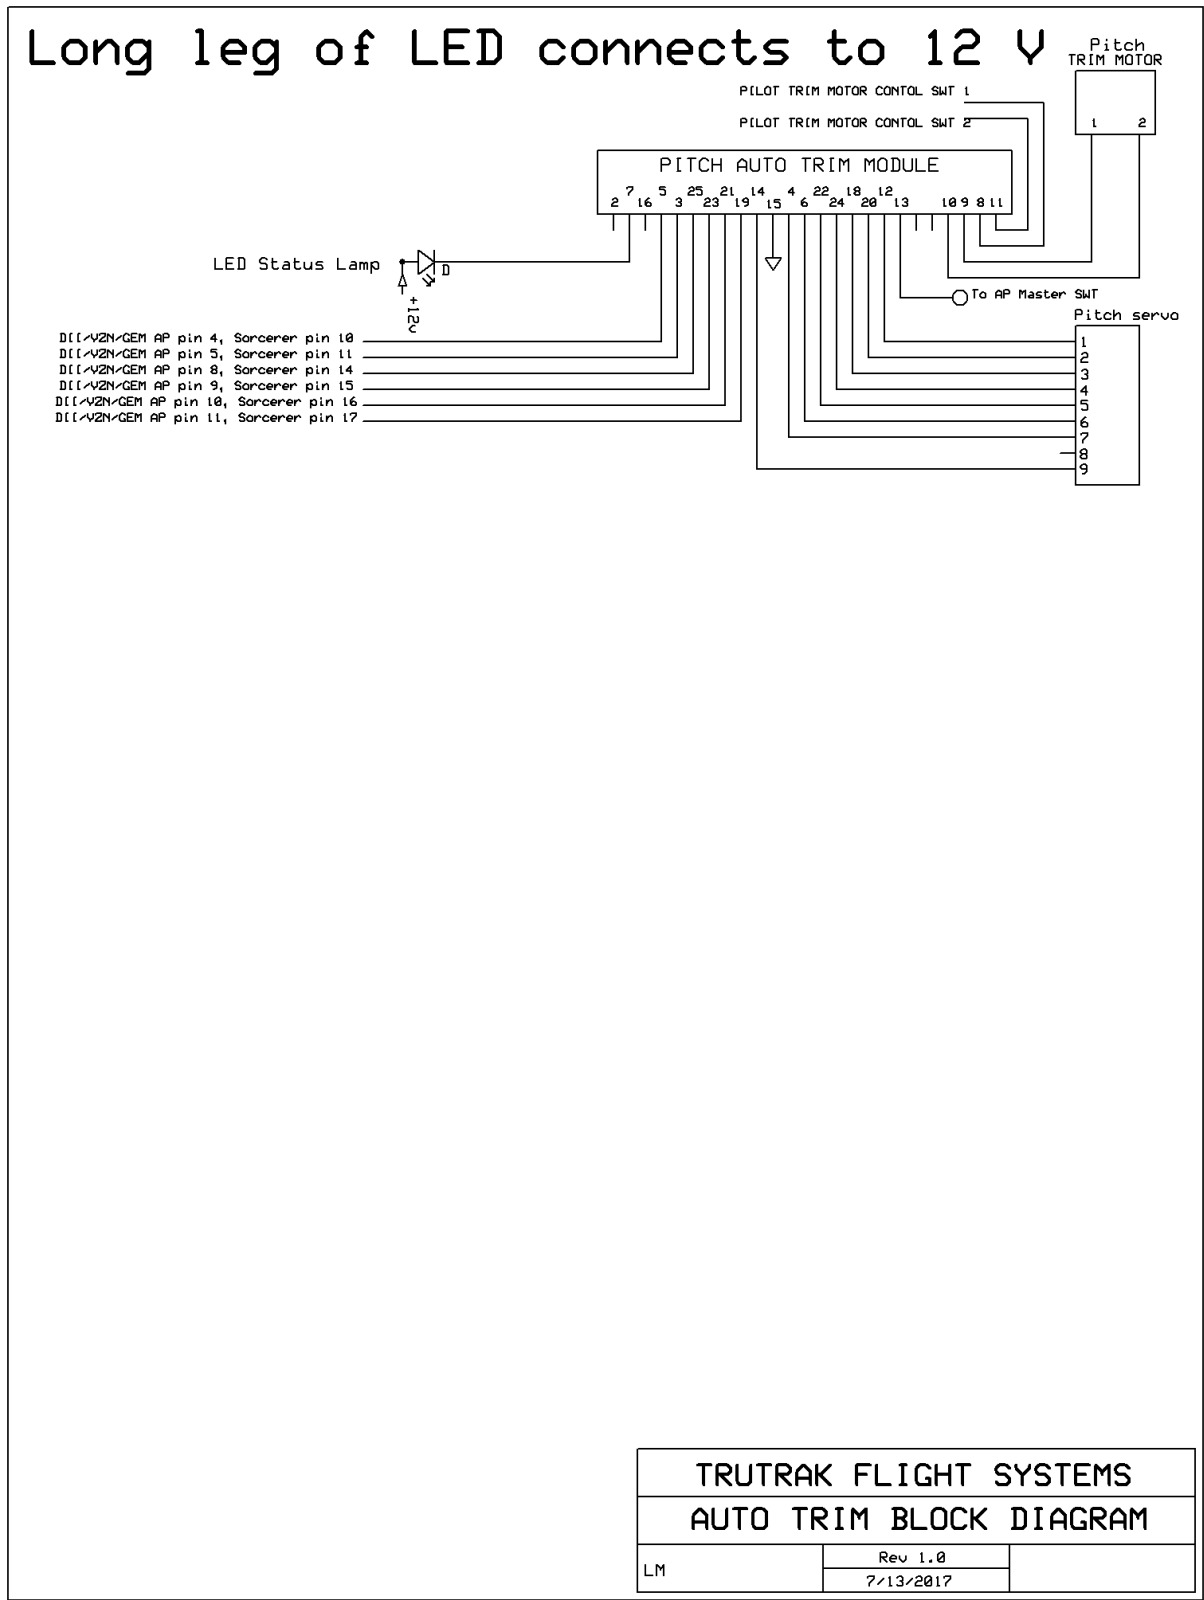 Long leg of LED connects to 12 V
Pitch
TRIM MOTOR
1 2
PILOT TRIM MOTOR CONTOL SWT 1
PILOT TRIM MOTOR CONTOL SWT 2
PITCH AUTO TRIM MODULE
7 5 25 21 14 4 22 18 12
2 16 3 23 19 15 6 24 20 13 10 9 8 11
LED Status Lamp
D
+12v
To AP Master SWT
Pitch servo
1
2
3
4
5
6
7
8
9
DII/V2N/GEM AP pin 4, Sorcerer pin 10
DII/V2N/GEM AP pin 5, Sorcerer pin 11
DII/V2N/GEM AP pin 8, Sorcerer pin 14
DII/V2N/GEM AP pin 9, Sorcerer pin 15
DII/V2N/GEM AP pin 10, Sorcerer pin 16
DII/V2N/GEM AP pin 11, Sorcerer pin 17
TRUTRAK FLIGHT SYSTEMS
AUTO TRIM BLOCK DIAGRAM
LM
Rev 1.0
7/13/2017